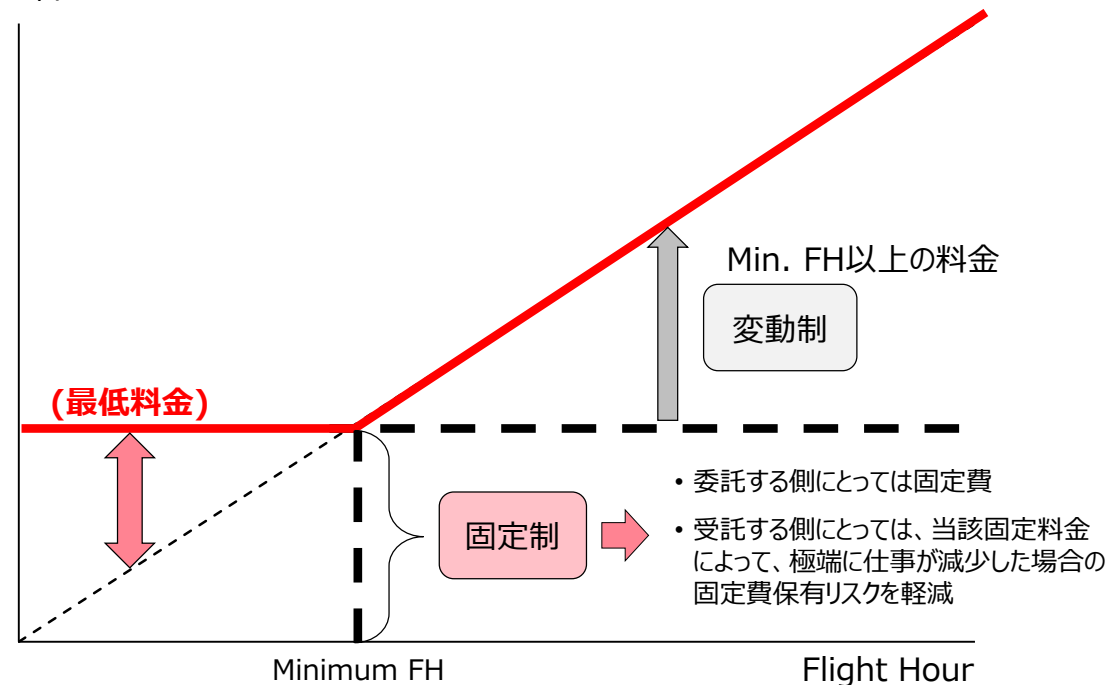 Min. FH以上の料金
変動制
(最低料金)
固定制
• 委託する側にとっては固定費
• 受託する側にとっては、当該固定料金
によって、極端に仕事が減少した場合の
固定費保有リスクを軽減
Minimum FH
Flight Hour